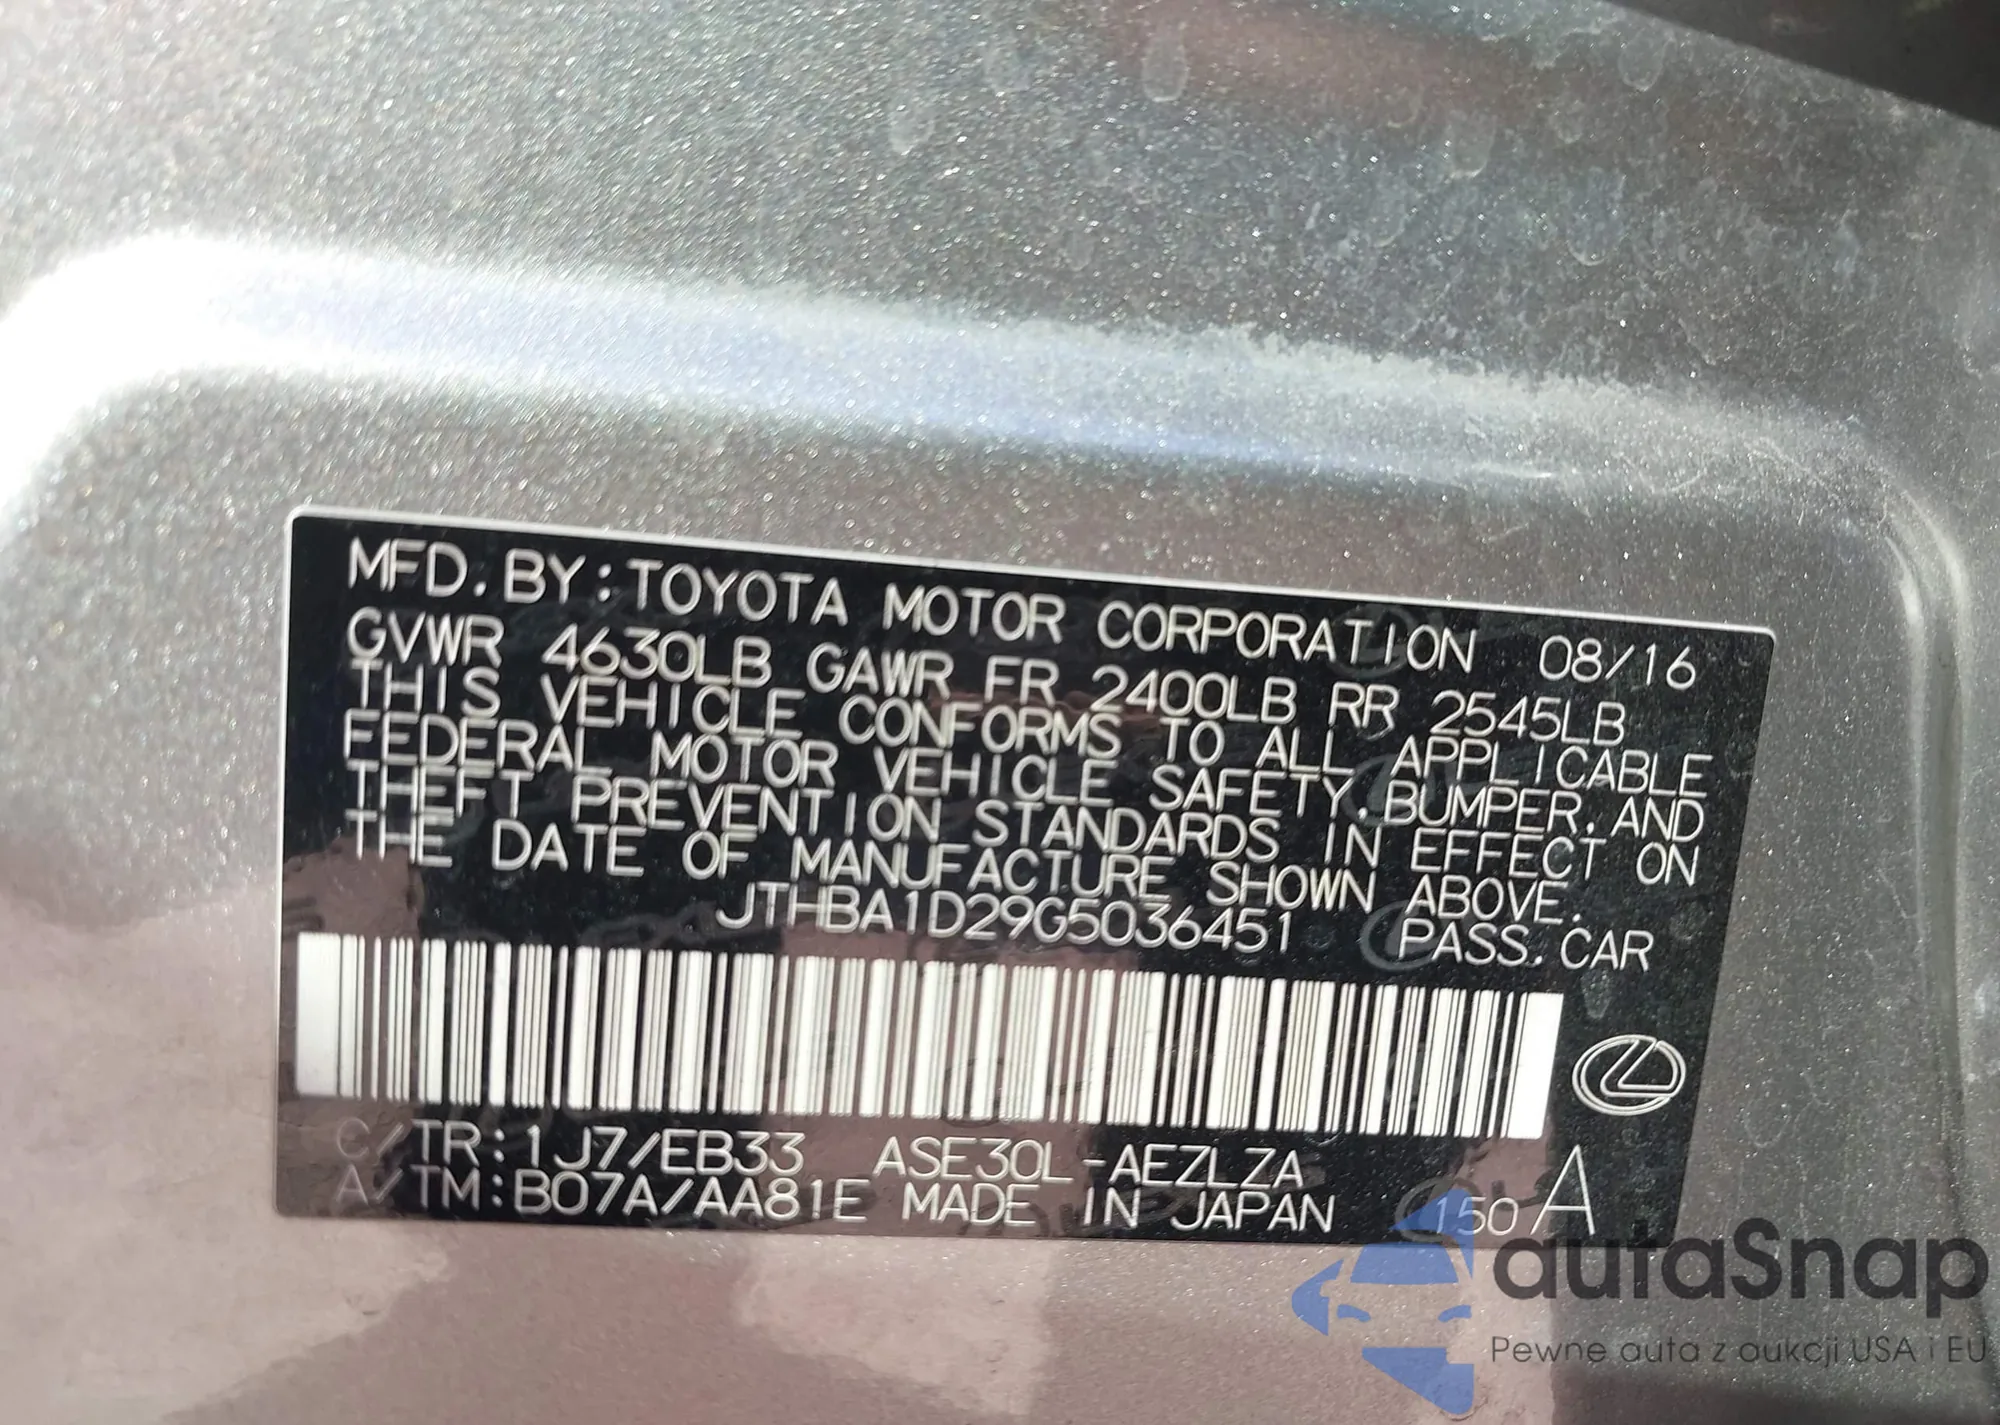 MFD. BY: TOYOTA MOTOR CORPORATION 08/16
GVWR 4630LB GAWR FR 2400LB RR 2545LB
THIS VEHICLE CONFORMS TO ALL APPLICABLE
FEDERAL MOTOR VEHICLE SAFETY, BUMPER, AND
THEFT PREVENTION STANDARDS IN EFFECT ON
THE DATE OF MANUFACTURE SHOWN ABOVE.
JTHBA1D29G5036451 PASS. CAR
C/TR: 1J7/EB33 ASE30L-AEZLZA
A/TM: B07A/AA81E MADE IN JAPAN 150 A
autaSnap
Pewne auta z aukcji USA i EU